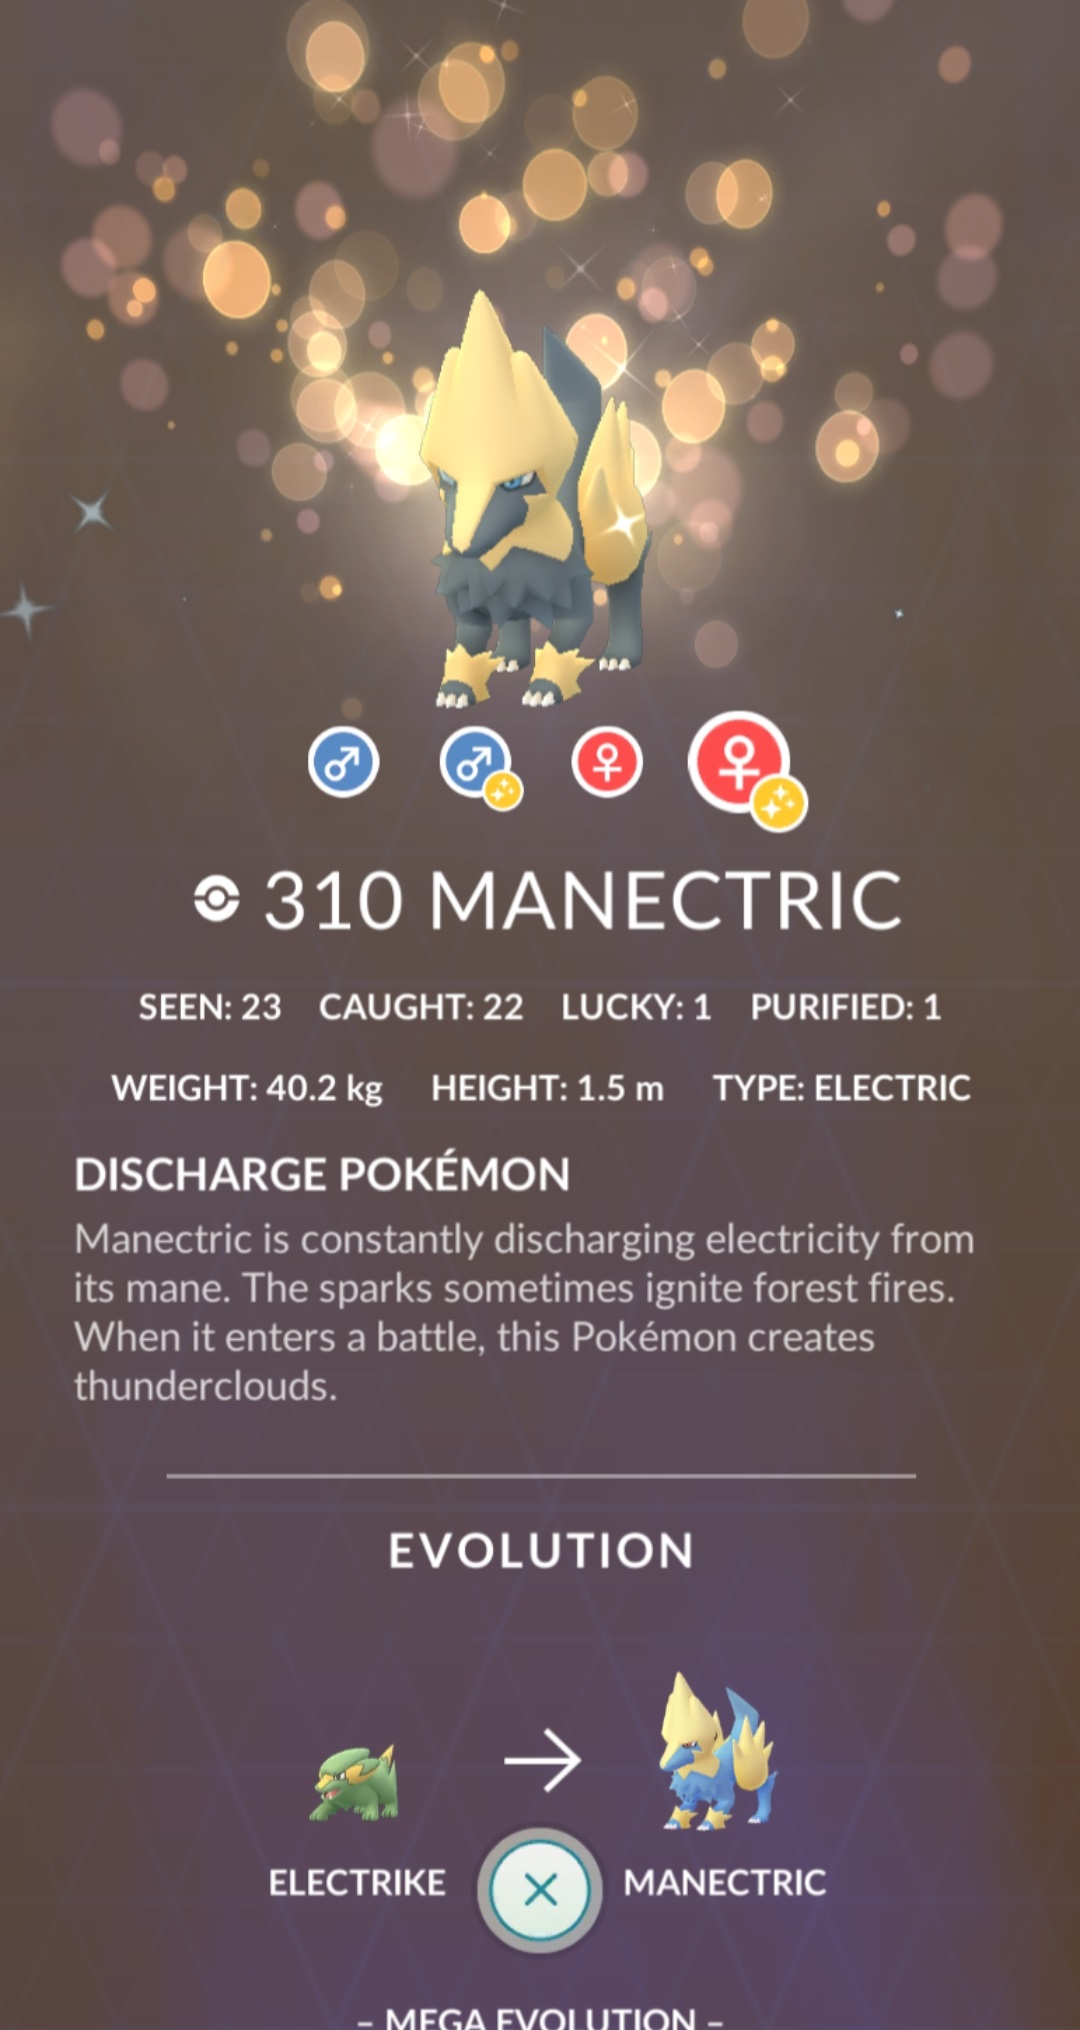 310 MANECTRIC
SEEN: 23 CAUGHT: 22 LUCKY: 1 PURIFIED: 1
WEIGHT: 40.2 kg HEIGHT: 1.5 m TYPE: ELECTRIC
DISCHARGE POKÉMON
Manectric is constantly discharging electricity from
its mane. The sparks sometimes ignite forest fires.
When it enters a battle, this Pokémon creates
thunderclouds.
EVOLUTION
ELECTRIKE MANECTRIC
– MEGA EVOLUTION –